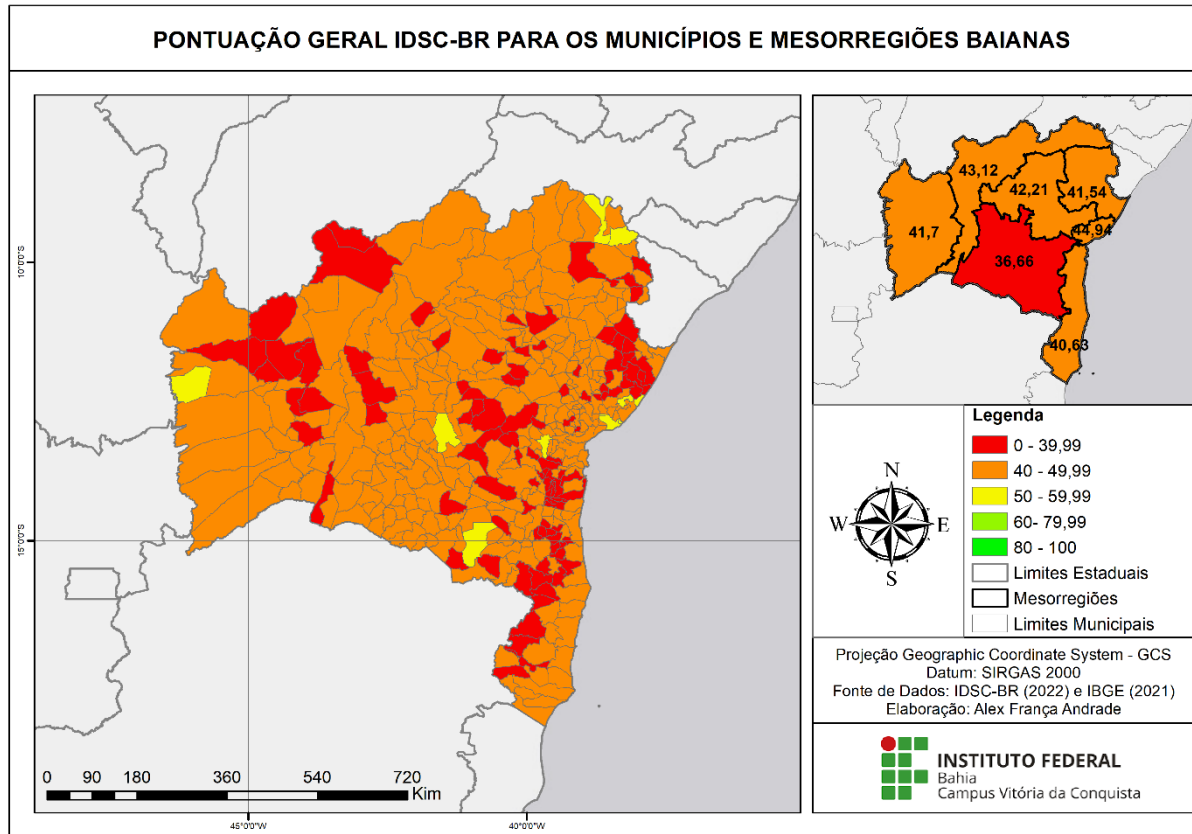 PONTUAÇÃO GERAL IDSC-BR PARA OS MUNICÍPIOS E MESORREGIÕES BAIANAS
10°0'0"S
15°0'0"S
45°0'0"W
40°0'0"W
0 90 180 360 540 720
Kim
43,12
42,21
41,54
44,94
41,7
36,66
40,63
Legenda
0 - 39,99
40 - 49,99
50 - 59,99
60- 79,99
80 - 100
Limites Estaduais
Mesorregiões
Limites Municipais
N
W E
S
Projeção Geographic Coordinate System - GCS
Datum: SIRGAS 2000
Fonte de Dados: IDSC-BR (2022) e IBGE (2021)
Elaboração: Alex França Andrade
INSTITUTO FEDERAL
Bahia
Campus Vitória da Conquista